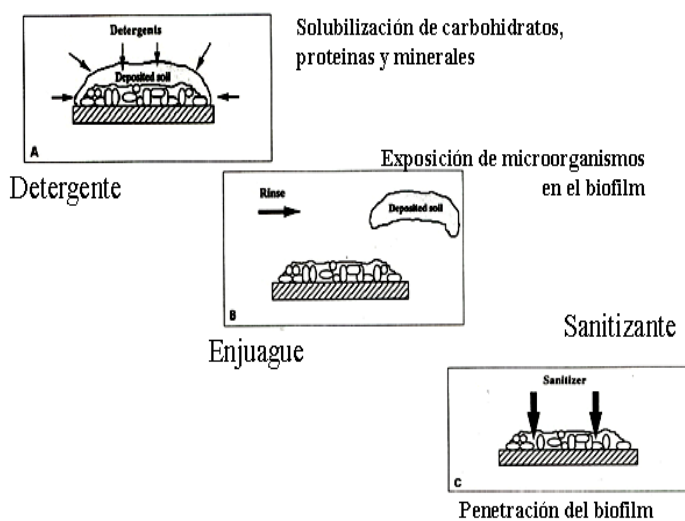 Detergents
Deposited soil
A
Solubilización de carbohidratos,
proteinas y minerales
Detergente
Exposición de microorganismos
en el biofilm
Rinse
Deposited soil
B
Enjuague
Sanitizante
Sanitizer
C
Penetración del biofilm